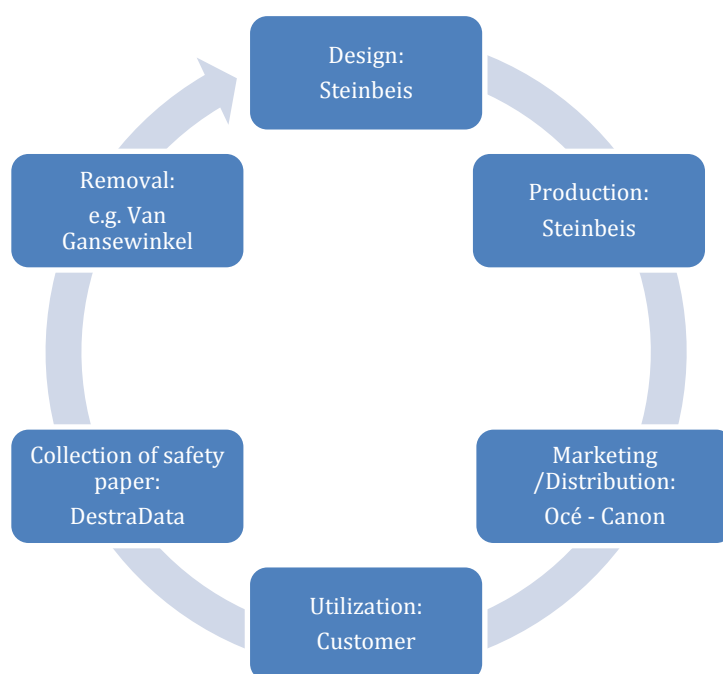 Design:
Steinbeis
Production:
Steinbeis
Marketing
/Distribution:
Océ - Canon
Utilization:
Customer
Collection of safety
paper:
DestraData
Removal:
e.g. Van
Gansewinkel